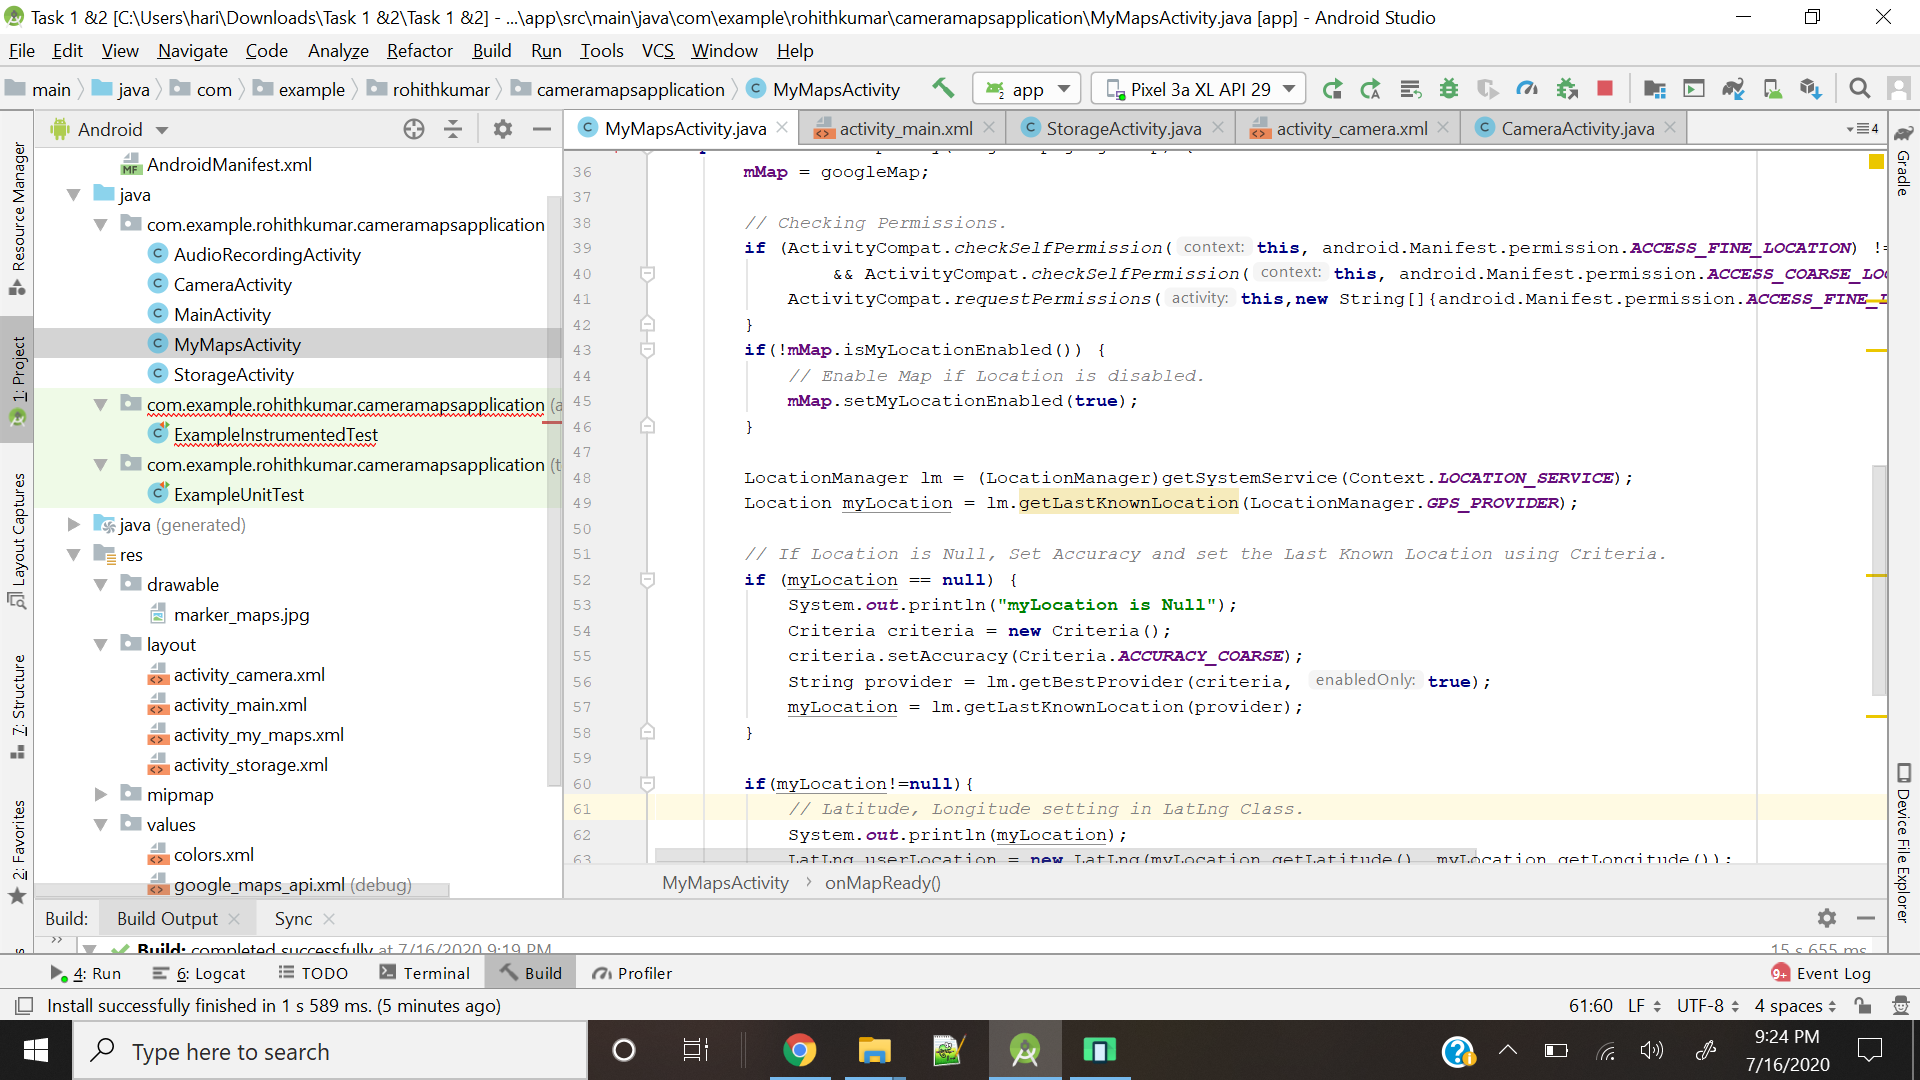 Task 1 &2 [C:\Users\hari\Downloads\Task 1 &2\Task 1 &2] - ...\app\src\main\java\com\example\rohithkumar\cameramapsapplication\MyMapsActivity.java [app] - Android Studio
File Edit View Navigate Code Analyze Refactor Build Run Tools VCS Window Help
main java com example rohithkumar cameramapsapplication MyMapsActivity app Pixel 3a XL API 29
Android
MyMapsActivity.java activity_main.xml StorageActivity.java activity_camera.xml CameraActivity.java 4
Resource Manager
1: Project
Layout Captures
7: Structure
2: Favorites
AndroidManifest.xml
java
com.example.rohithkumar.cameramapsapplication
AudioRecordingActivity
CameraActivity
MainActivity
MyMapsActivity
StorageActivity
com.example.rohithkumar.cameramapsapplication (a
ExampleInstrumentedTest
com.example.rohithkumar.cameramapsapplication (t
ExampleUnitTest
java (generated)
res
drawable
marker_maps.jpg
layout
activity_camera.xml
activity_main.xml
activity_my_maps.xml
activity_storage.xml
mipmap
values
colors.xml
google_maps_api.xml (debug)
36 mMap = googleMap;
37
38 // Checking Permissions.
39 if (ActivityCompat.checkSelfPermission( context: this, android.Manifest.permission.ACCESS_FINE_LOCATION) !=
40 && ActivityCompat.checkSelfPermission( context: this, android.Manifest.permission.ACCESS_COARSE_LOC
41 ActivityCompat.requestPermissions( activity: this,new String[]{android.Manifest.permission.ACCESS_FINE_L
42 }
43 if(!mMap.isMyLocationEnabled()) {
44 // Enable Map if Location is disabled.
45 mMap.setMyLocationEnabled(true);
46 }
47
48 LocationManager lm = (LocationManager)getSystemService(Context.LOCATION_SERVICE);
49 Location myLocation = lm.getLastKnownLocation(LocationManager.GPS_PROVIDER);
50
51 // If Location is Null, Set Accuracy and set the Last Known Location using Criteria.
52 if (myLocation == null) {
53 System.out.println("myLocation is Null");
54 Criteria criteria = new Criteria();
55 criteria.setAccuracy(Criteria.ACCURACY_COARSE);
56 String provider = lm.getBestProvider(criteria, enabledOnly: true);
57 myLocation = lm.getLastKnownLocation(provider);
58 }
59
60 if(myLocation!=null){
61 // Latitude, Longitude setting in LatLng Class.
62 System.out.println(myLocation);
63 LatLng userLocation = new LatLng(myLocation.getLatitude(), myLocation.getLongitude());
MyMapsActivity onMapReady()
Gradle
Device File Explorer
Build: Build Output Sync
Build: completed successfully at 7/16/2020 9:19 PM 15 s 655 ms
4: Run 6: Logcat TODO Terminal Build Profiler 9+ Event Log
Install successfully finished in 1 s 589 ms. (5 minutes ago) 61:60 LF UTF-8 4 spaces
Type here to search
9:24 PM
7/16/2020